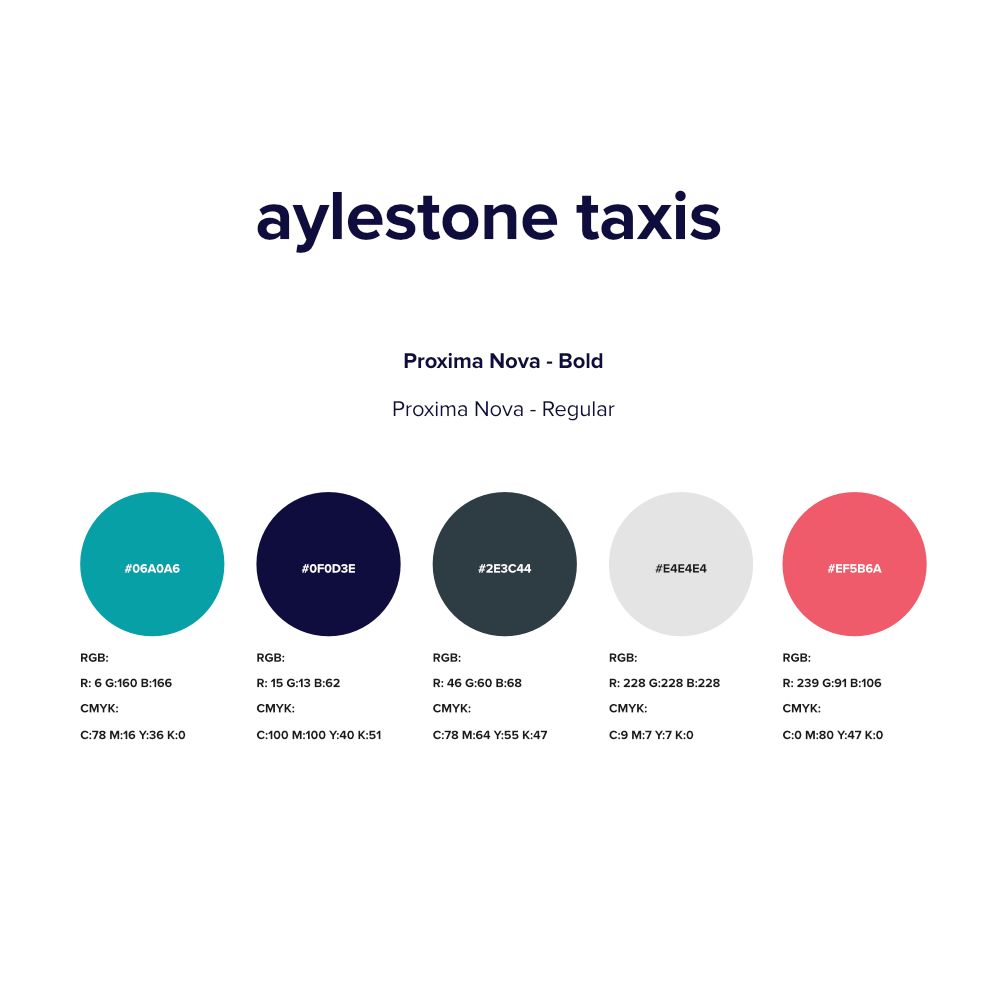 aylestone taxis
Proxima Nova - Bold
Proxima Nova - Regular
#06A0A6
#0F0D3E
#2E3C44
#E4E4E4
#EF5B6A
RGB:
R: 6 G:160 B:166
CMYK:
C:78 M:16 Y:36 K:0
RGB:
R: 15 G:13 B:62
CMYK:
C:100 M:100 Y:40 K:51
RGB:
R: 46 G:60 B:68
CMYK:
C:78 M:64 Y:55 K:47
RGB:
R: 228 G:228 B:228
CMYK:
C:9 M:7 Y:7 K:0
RGB:
R: 239 G:91 B:106
CMYK:
C:0 M:80 Y:47 K:0